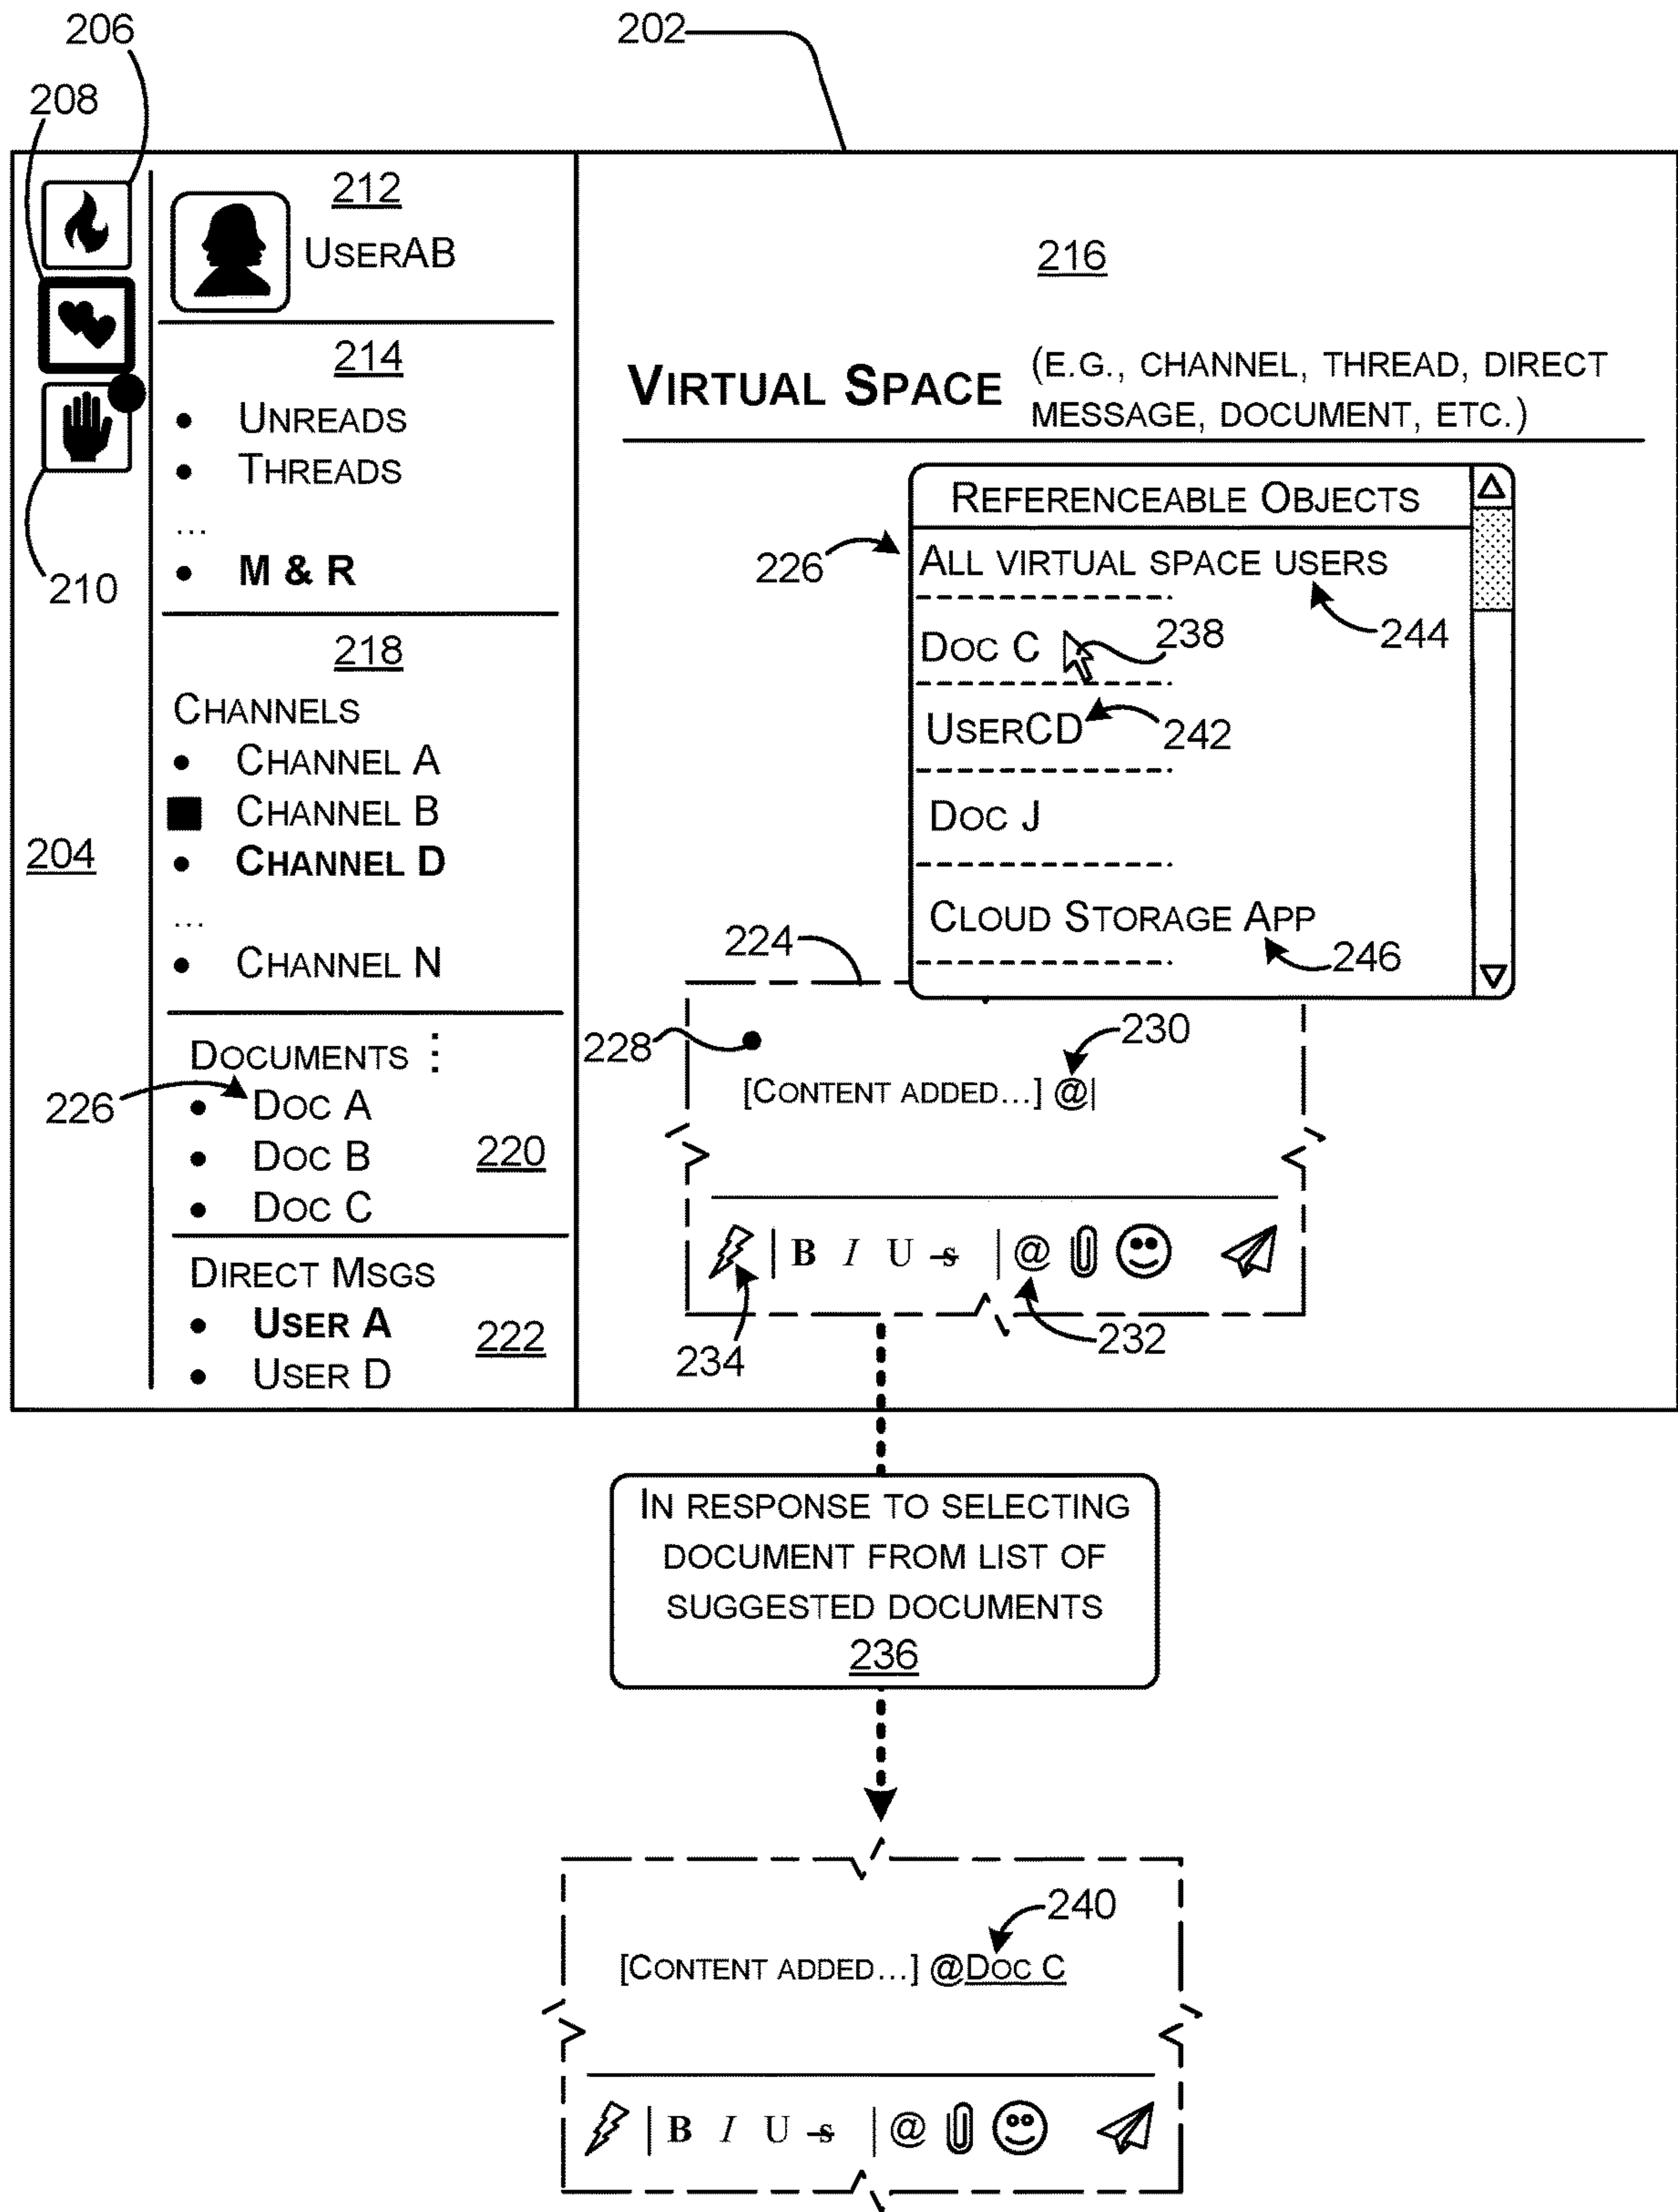 206
202
208
212
UserAB
216
214
Virtual Space
(e.g., channel, thread, direct
message, document, etc.)
• Unreads
• Threads
...
• M & R
210
Referenceable Objects
226
All virtual space users
244
Doc C
238
UserCD
242
Doc J
Cloud Storage App
246
218
Channels
• Channel A
Channel B
• Channel D
...
• Channel N
204
224
228
230
[Content added...] @|
Documents ⋮
226
• Doc A
• Doc B
• Doc C
220
Direct Msgs
• User A
• User D
222
| B I U s | @
234
232
In response to selecting
document from list of
suggested documents
236
240
[Content added...] @Doc C
| B I U s | @